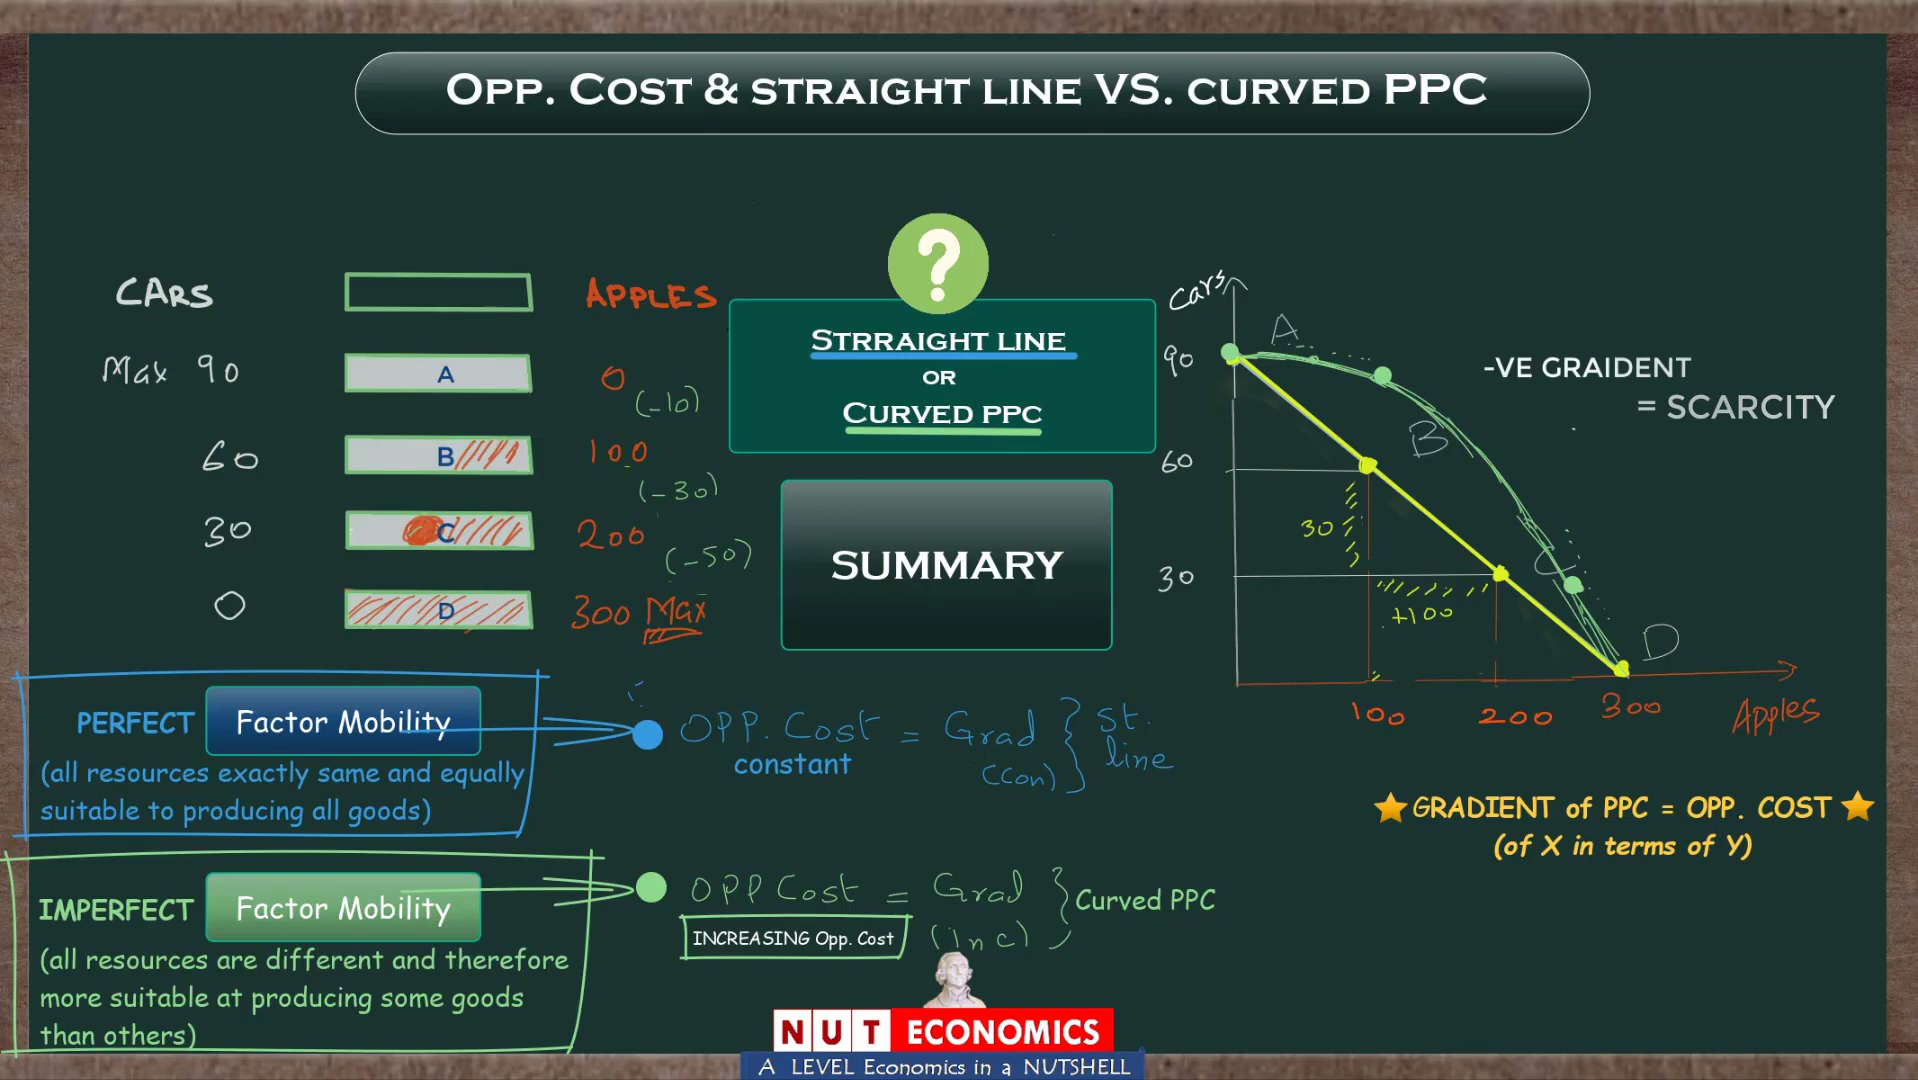 OPP. COST & STRAIGHT LINE VS. CURVED PPC
?
STRRAIGHT LINE
OR
CURVED PPC
SUMMARY
CARS
APPLES
Max 90
A
0
(-10)
60
B
100
(-30)
30
C
200
(-50)
0
D
300 Max
Cars
90
60
30
A
B
C
D
30
+100
100
200
300
Apples
-VE GRAIDENT
= SCARCITY
GRADIENT of PPC = OPP. COST
(of X in terms of Y)
PERFECT Factor Mobility
(all resources exactly same and equally
suitable to producing all goods)
OPP. Cost = Grad } St.
constant (Con) line
IMPERFECT Factor Mobility
(all resources are different and therefore
more suitable at producing some goods
than others)
OPP Cost = Grad } Curved PPC
INCREASING Opp. Cost (inc)
NUT ECONOMICS
A LEVEL Economics in a NUTSHELL